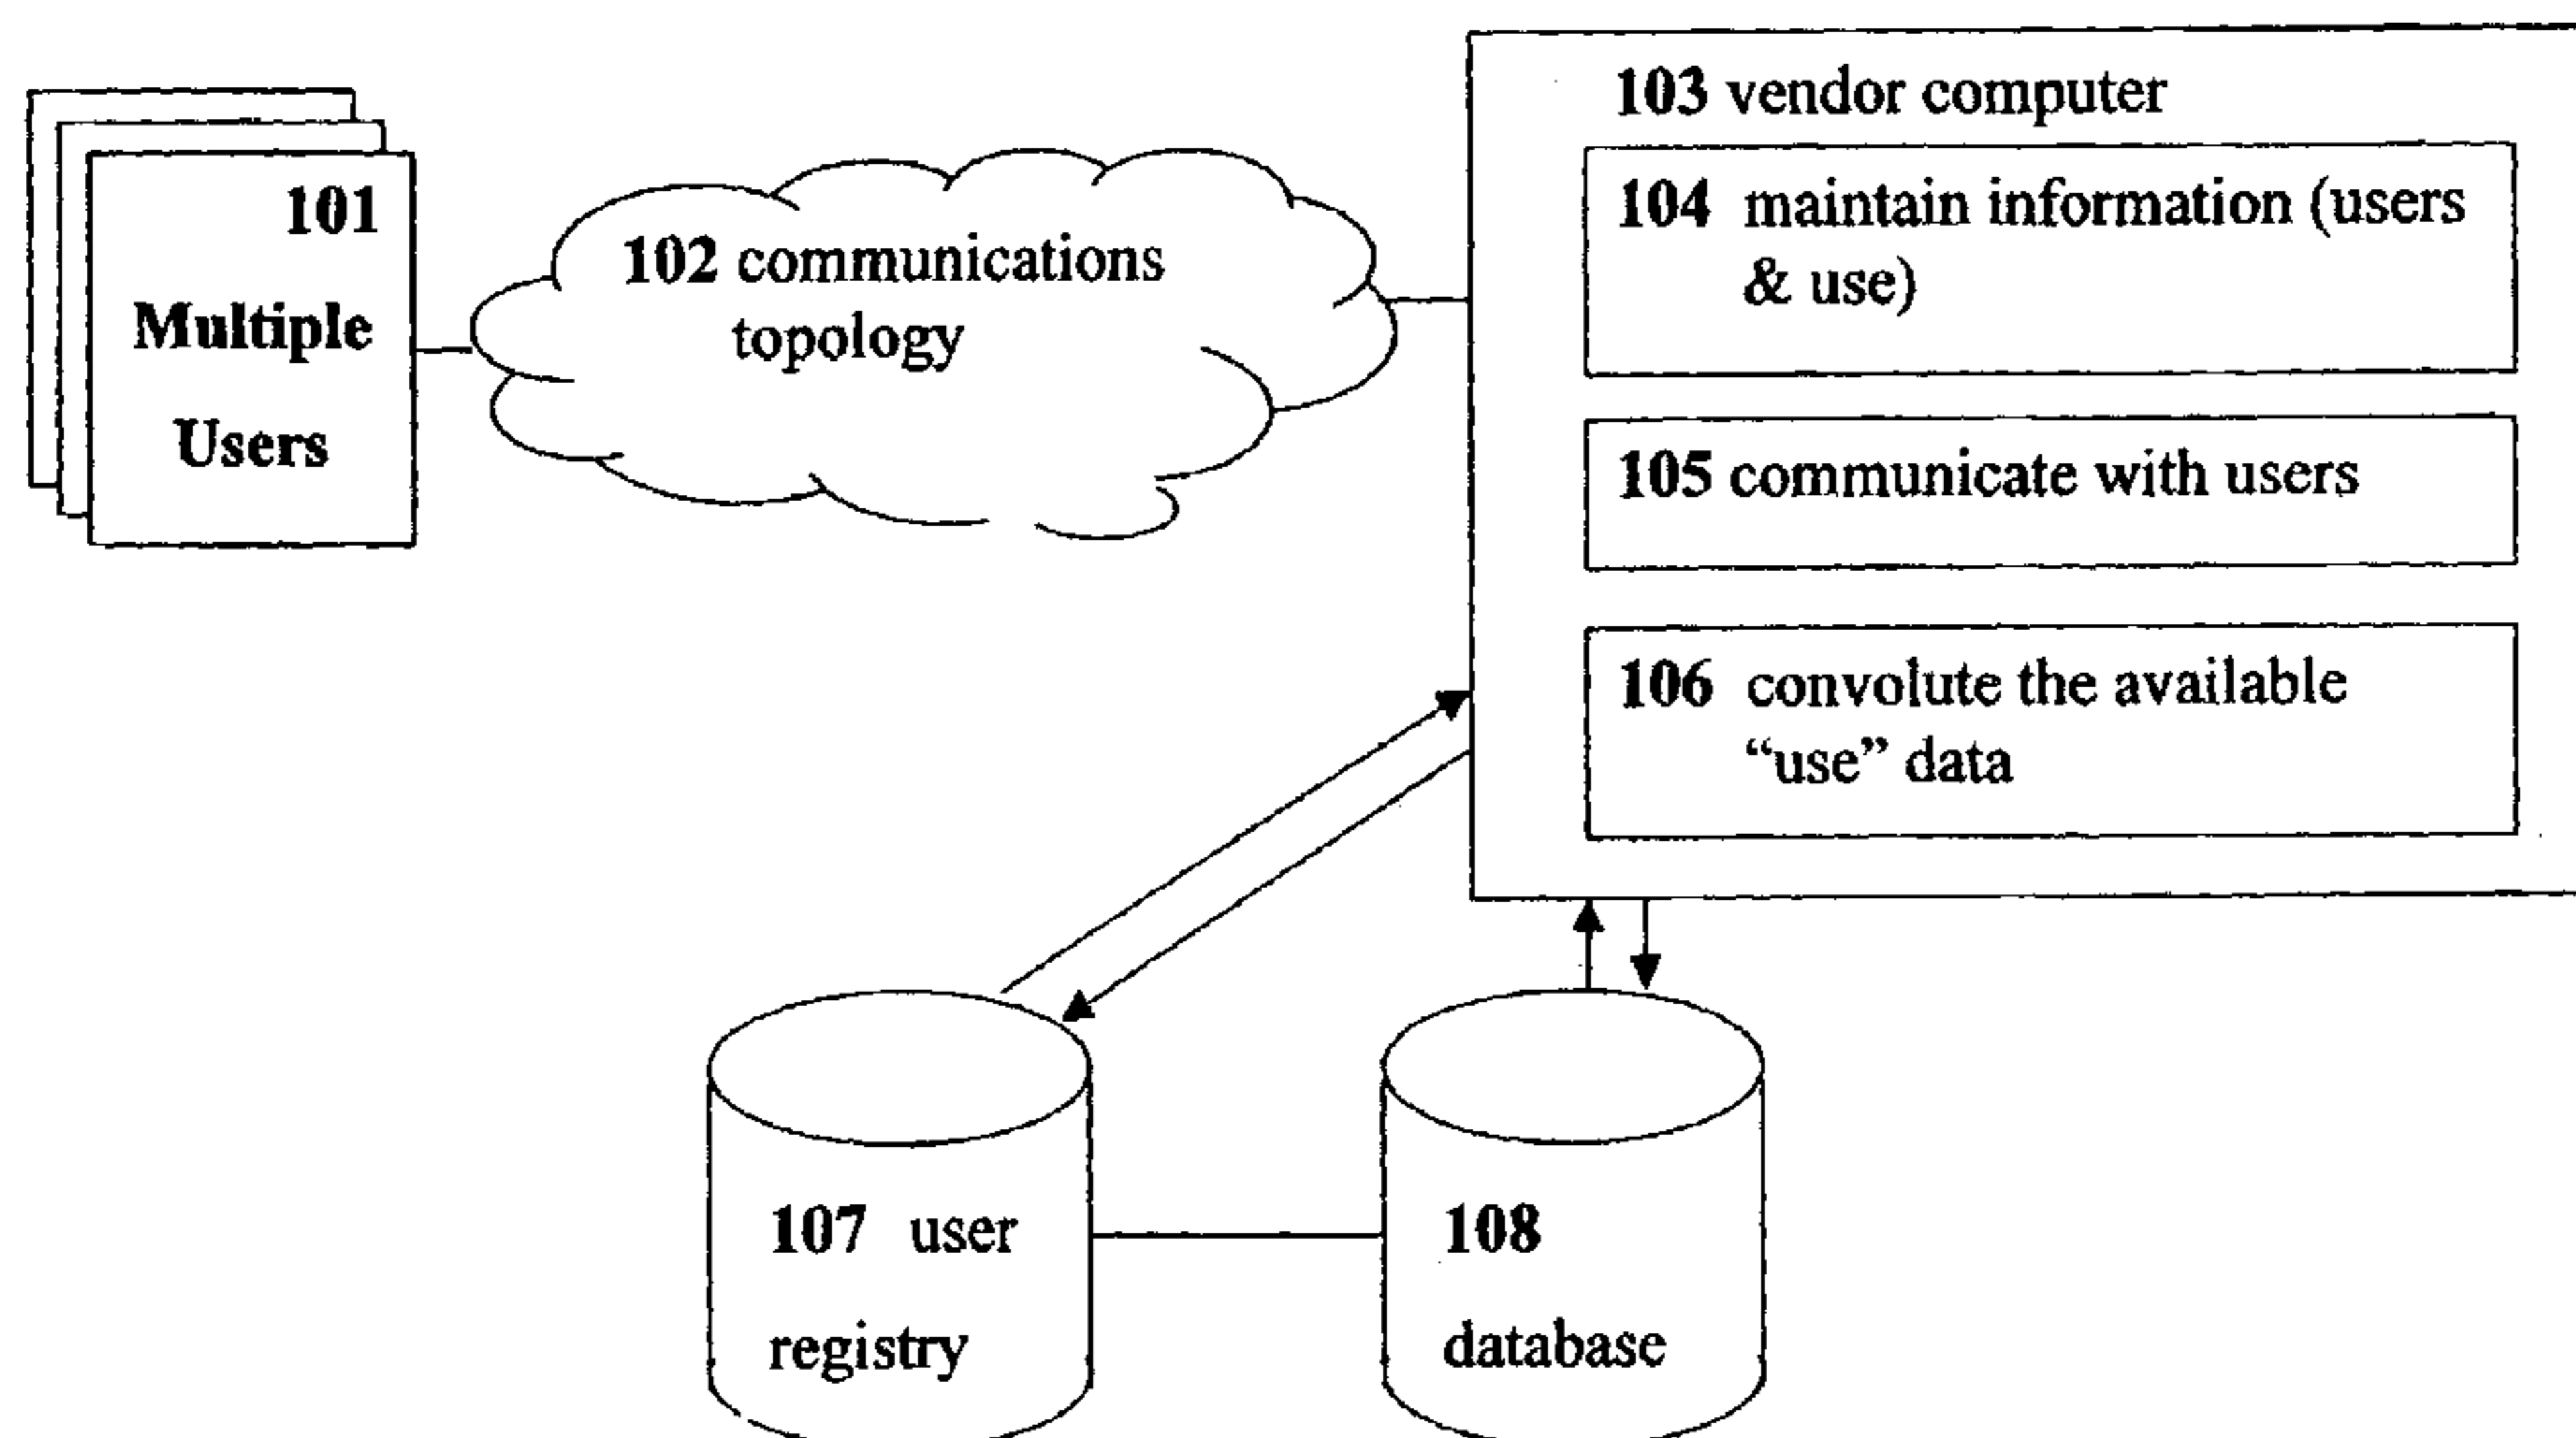 101
Multiple
Users
102 communications
topology
103 vendor computer
104 maintain information (users
& use)
105 communicate with users
106 convolute the available
“use” data
107 user
registry
108
database